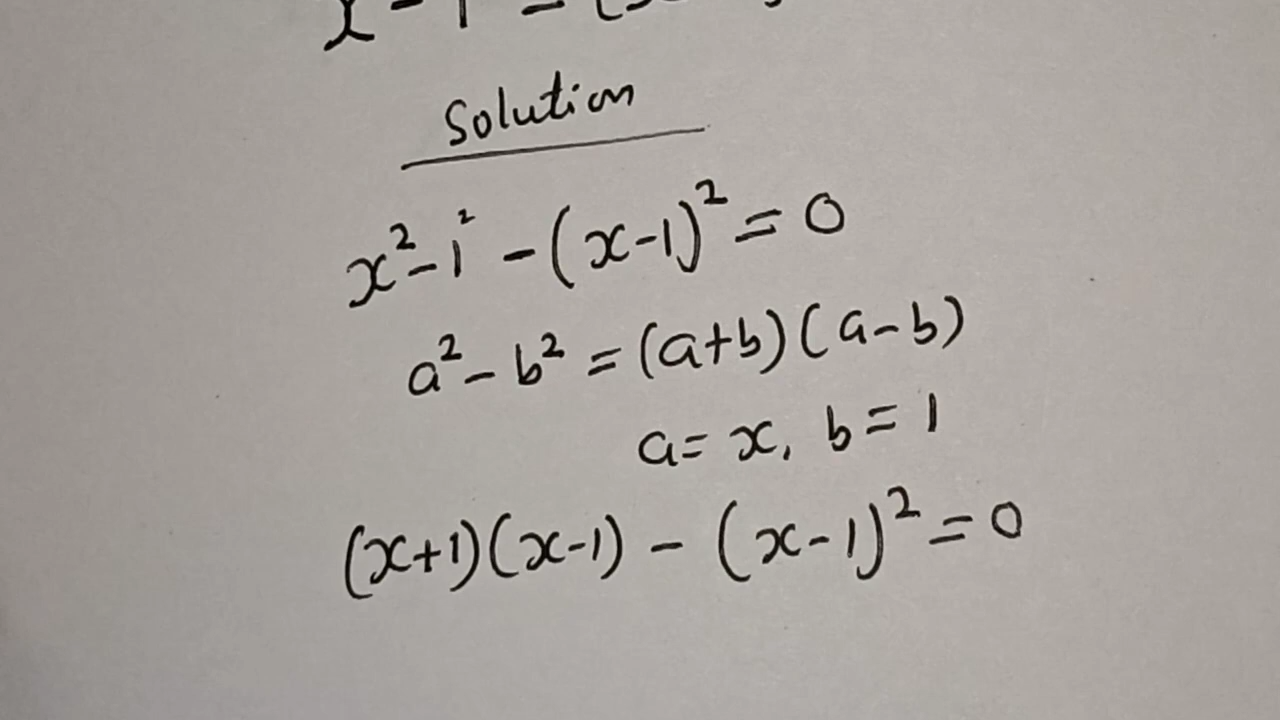 Solution
x² - 1² - (x-1)² = 0
a² - b² = (a+b)(a-b)
a = x, b = 1
(x+1)(x-1) - (x-1)² = 0